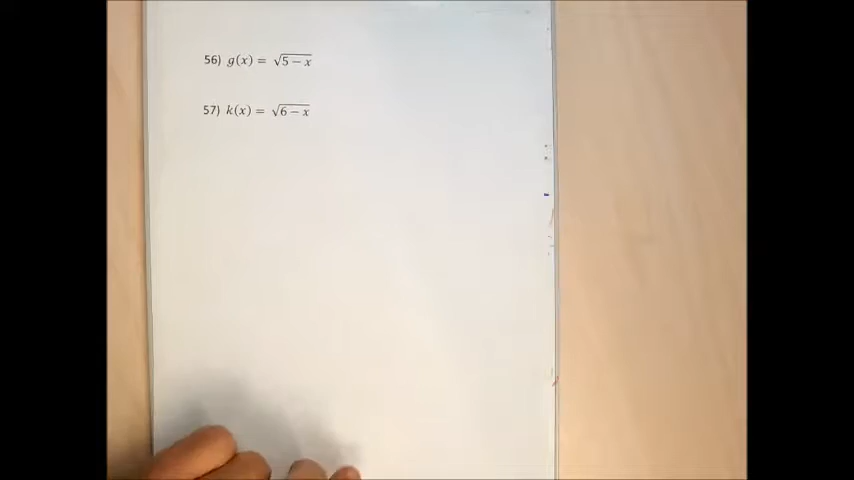 56) g(x) = √(5 − x)
57) k(x) = √(6 − x)